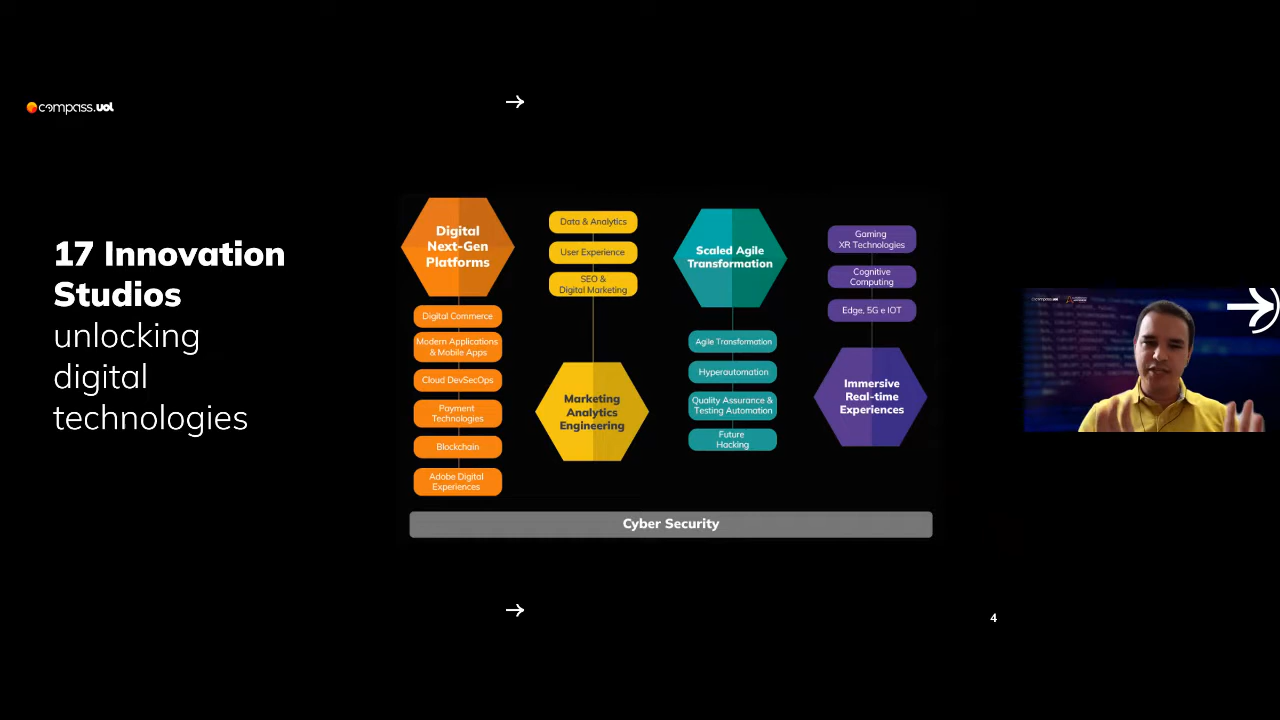 compass.uol
17 Innovation
Studios
unlocking
digital
technologies
Digital
Next-Gen
Platforms
Digital Commerce
Modern Applications
& Mobile Apps
Cloud DevSecOps
Payment
Technologies
Blockchain
Adobe Digital
Experiences
Data & Analytics
User Experience
SEO &
Digital Marketing
Marketing
Analytics
Engineering
Scaled Agile
Transformation
Agile Transformation
Hyperautomation
Quality Assurance &
Testing Automation
Future
Hacking
Gaming
XR Technologies
Cognitive
Computing
Edge, 5G e IOT
Immersive
Real-time
Experiences
Cyber Security
4
compass.uol